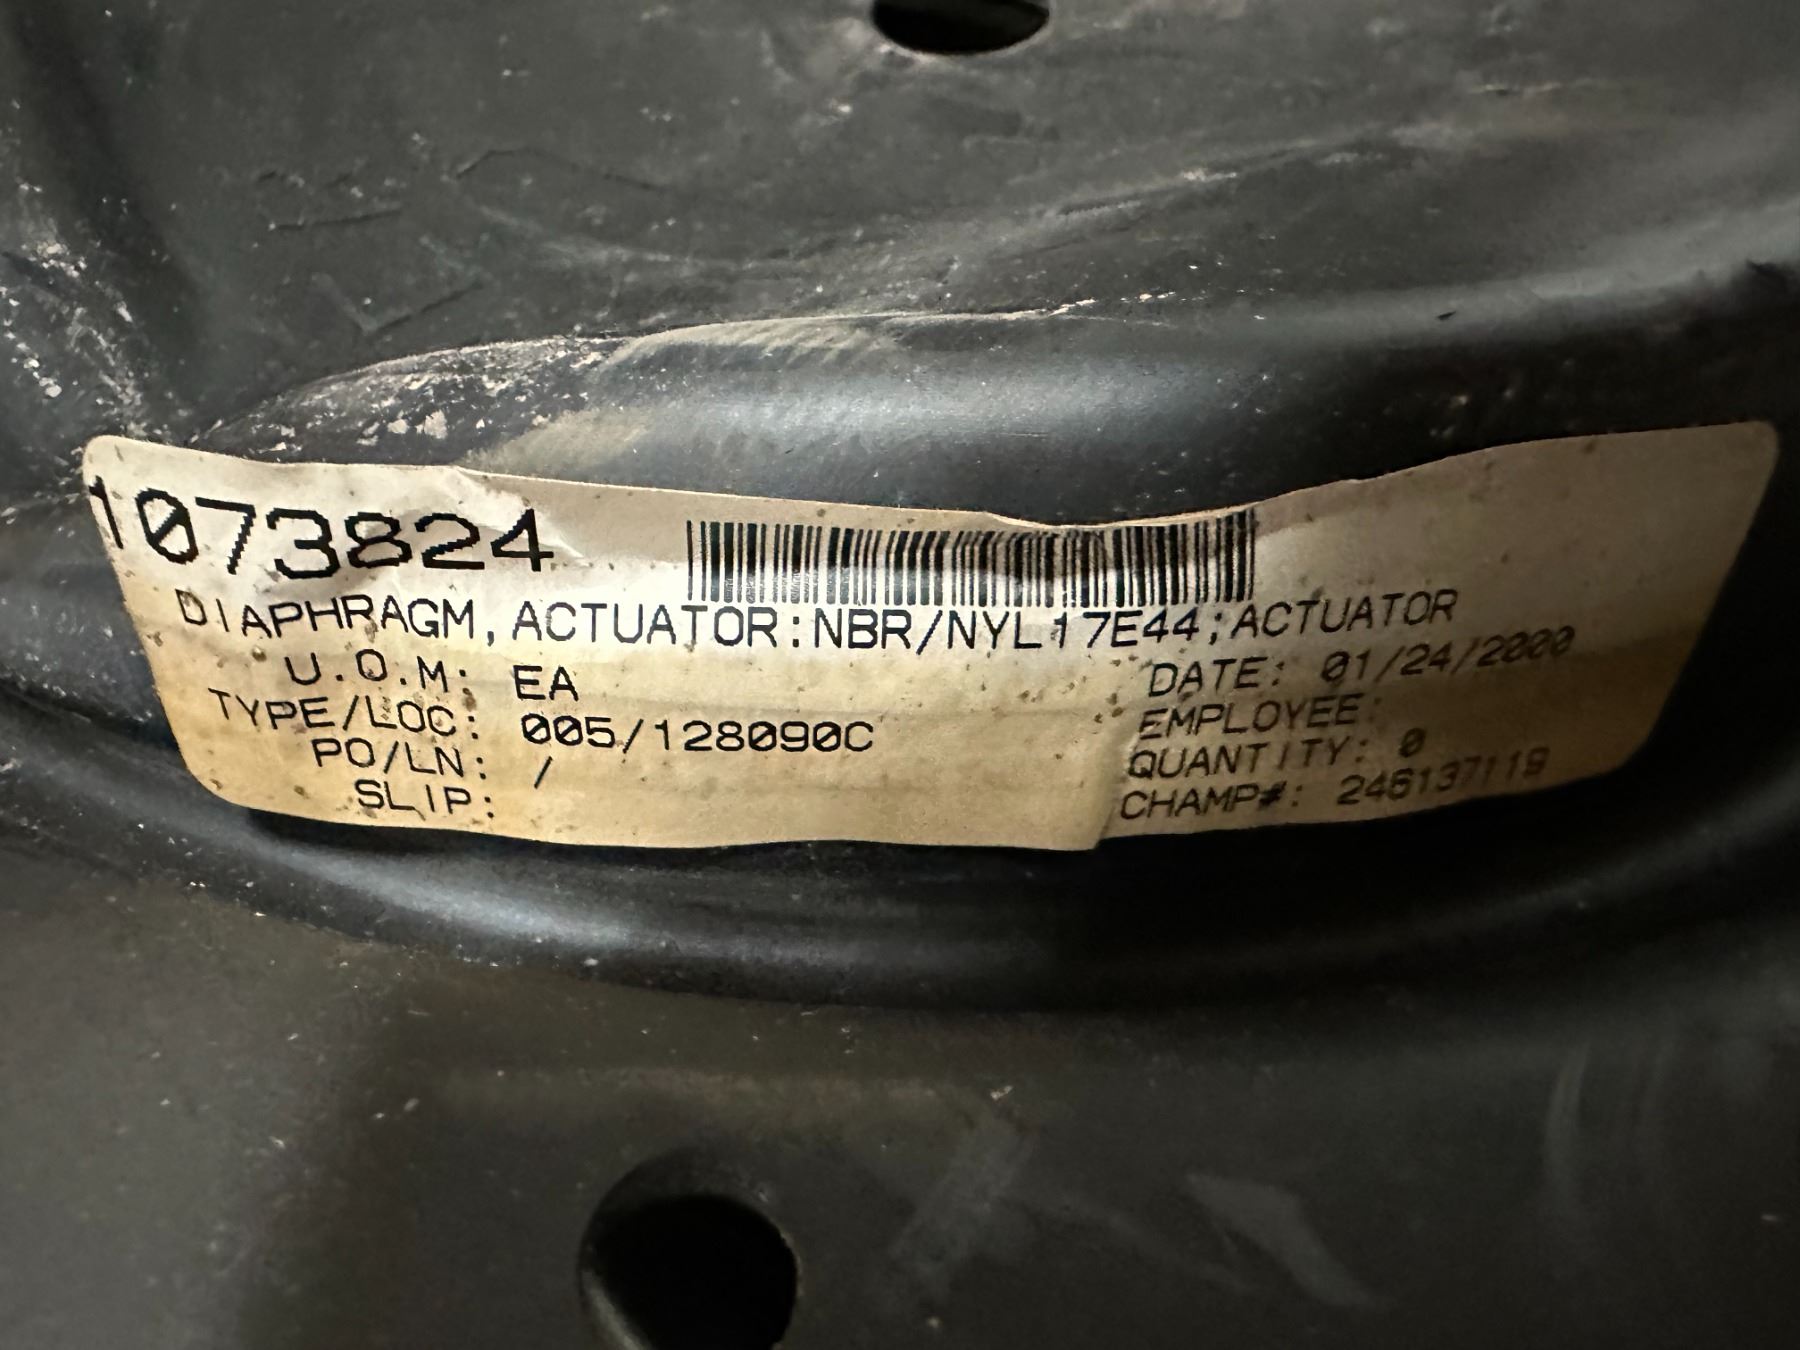 1073824
DIAPHRAGM, ACTUATOR:NBR/NYL17E44;ACTUATOR
U.O.M: EA
TYPE/LOC: 005/128090C
PO/LN: /
SLIP:
DATE: 01/24/2000
EMPLOYEE:
QUANTITY: 0
CHAMP#: 246137119